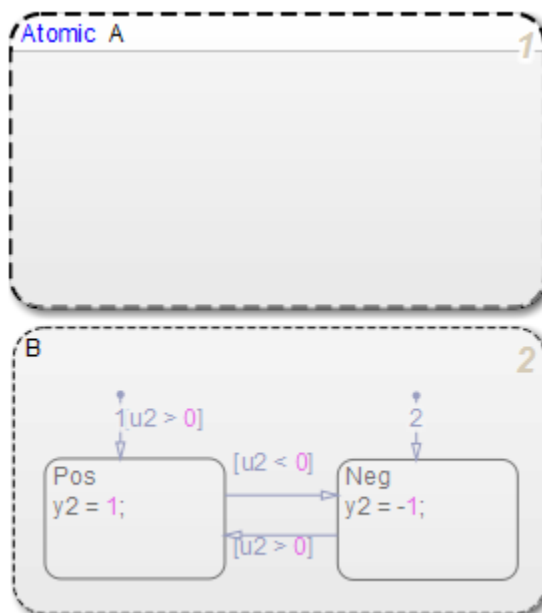 Atomic A
1
B
2
1[u2 > 0]
2
[u2 < 0]
Pos
y2 = 1;
Neg
y2 = -1;
[u2 > 0]